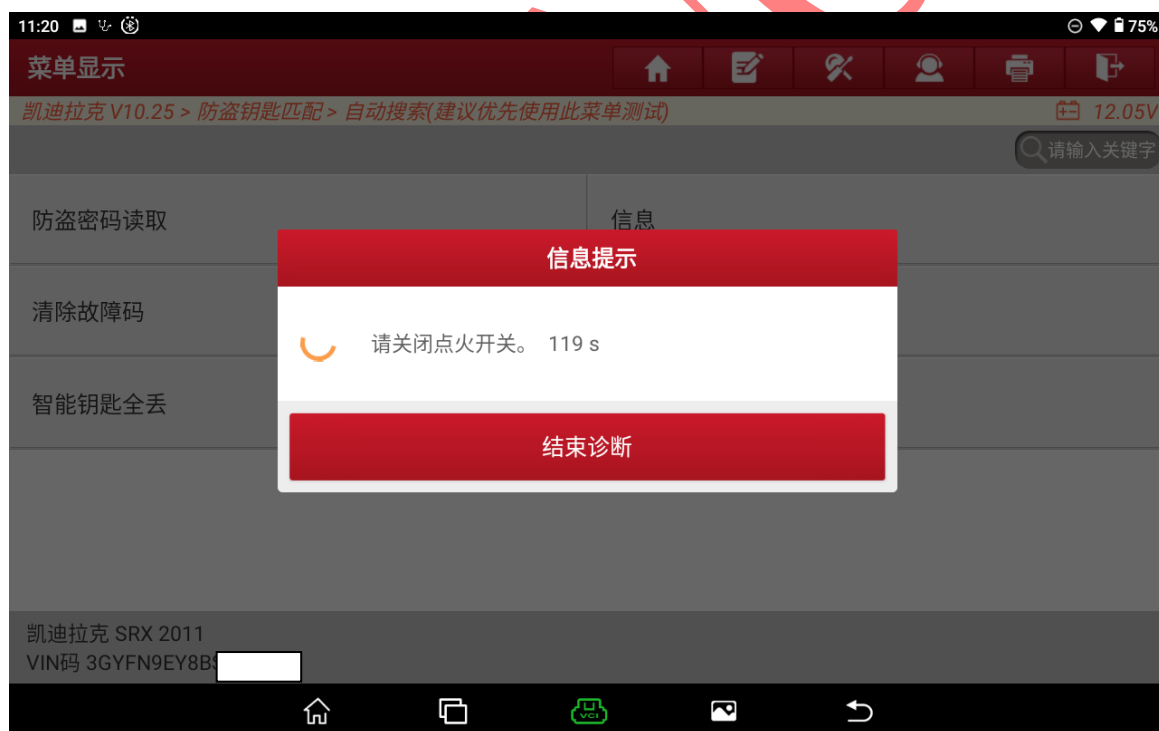 11:20
75%
菜单显示
凯迪拉克 V10.25 > 防盗钥匙匹配 > 自动搜索(建议优先使用此菜单测试)
12.05V
请输入关键字
防盗密码读取
信息
信息提示
清除故障码
请关闭点火开关。 119 s
智能钥匙全丢
结束诊断
凯迪拉克 SRX 2011
VIN码 3GYFN9EY8B
VCI